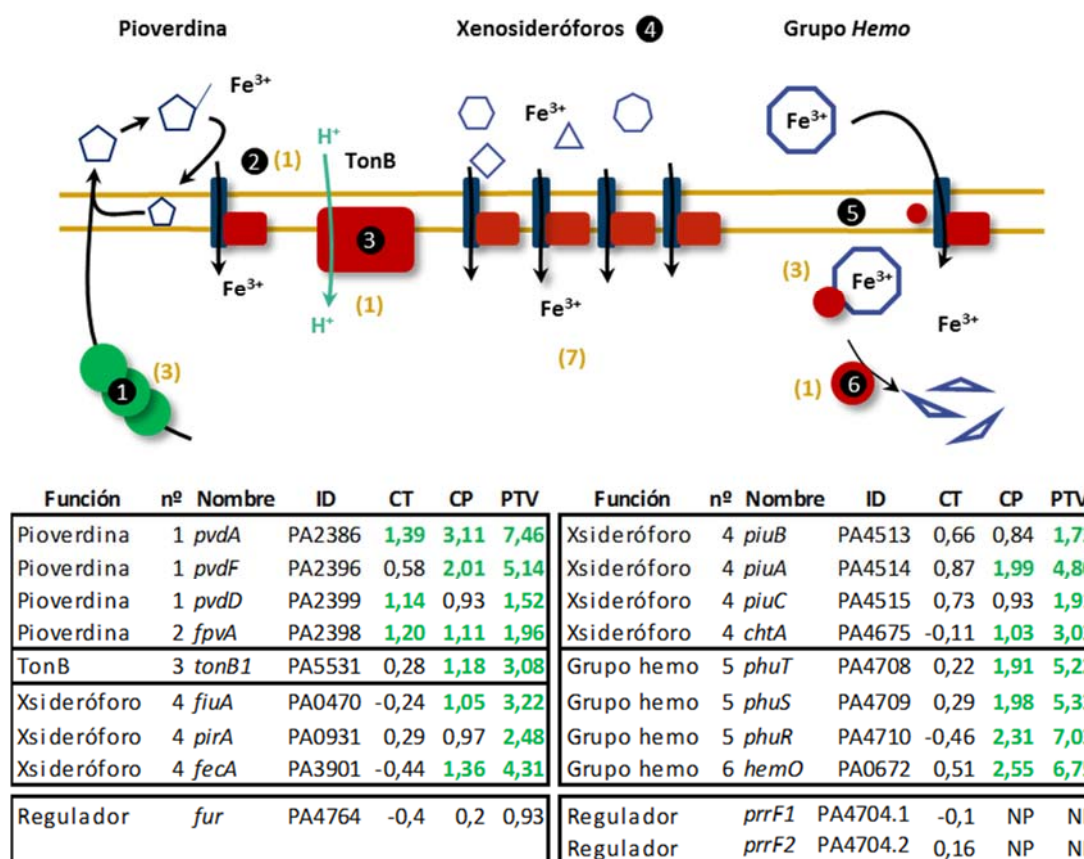 Pioverdina Xenosideróforos 4 Grupo Hemo
Fe3+
Fe3+
Fe3+
H+
2 (1) TonB
5
3
Fe3+
(3) Fe3+
(1)
H+
Fe3+
Fe3+
(7)
(3)
1
(1) 6
Función nº Nombre ID CT CP PTV
Pioverdina 1 pvdA PA2386 1,39 3,11 7,46
Pioverdina 1 pvdF PA2396 0,58 2,01 5,14
Pioverdina 1 pvdD PA2399 1,14 0,93 1,52
Pioverdina 2 fpvA PA2398 1,20 1,11 1,96
TonB 3 tonB1 PA5531 0,28 1,18 3,08
Xsideróforo 4 fiuA PA0470 -0,24 1,05 3,22
Xsideróforo 4 pirA PA0931 0,29 0,97 2,48
Xsideróforo 4 fecA PA3901 -0,44 1,36 4,31
Regulador fur PA4764 -0,4 0,2 0,93
Función nº Nombre ID CT CP PTV
Xsideróforo 4 piuB PA4513 0,66 0,84
Xsideróforo 4 piuA PA4514 0,87 1,99
Xsideróforo 4 piuC PA4515 0,73 0,93
Xsideróforo 4 chtA PA4675 -0,11 1,03
Grupo hemo 5 phuT PA4708 0,22 1,91
Grupo hemo 5 phuS PA4709 0,29 1,98
Grupo hemo 5 phuR PA4710 -0,46 2,31
Grupo hemo 6 hemO PA0672 0,51 2,55
Regulador prrF1 PA4704.1 -0,1 NP
Regulador prrF2 PA4704.2 0,16 NP